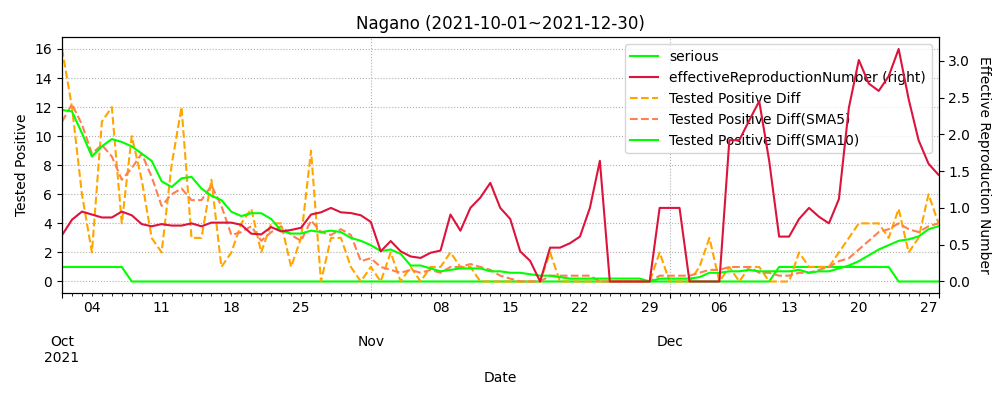 Nagano (2021-10-01~2021-12-30)
serious
effectiveReproductionNumber (right)
Tested Positive Diff
Tested Positive Diff(SMA5)
Tested Positive Diff(SMA10)
Tested Positive
16
14
12
10
8
6
4
2
0
Effective Reproduction Number
3.0
2.5
2.0
1.5
1.0
0.5
0.0
04 11 18 25 08 15 22 29 06 13 20 27
Oct Nov Dec
2021
Date